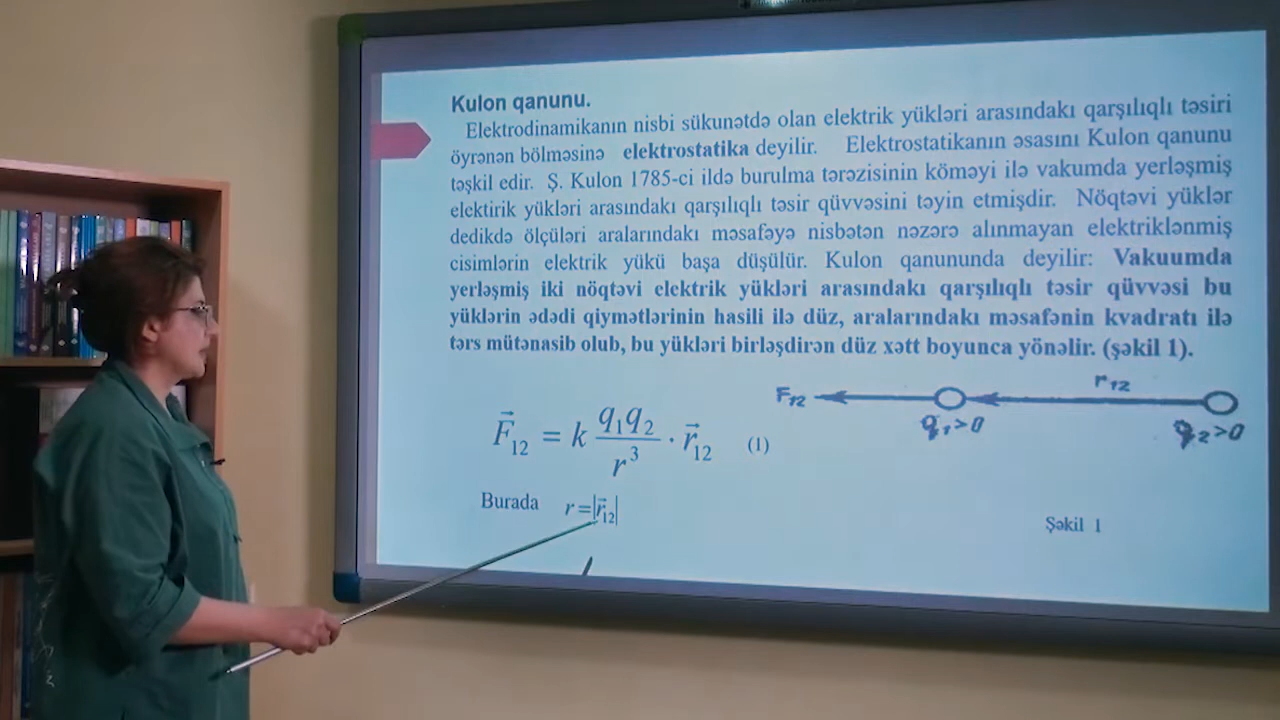 Kulon qanunu.
Elektrodinamikanın nisbi sükunətdə olan elektrik yükləri arasındakı qarşılıqlı təsiri
öyrənən bölməsinə elektrostatika deyilir. Elektrostatikanın əsasını Kulon qanunu
təşkil edir. Ş. Kulon 1785-ci ildə burulma tərəzisinin köməyi ilə vakumda yerləşmiş
elektirik yükləri arasındakı qarşılıqlı təsir qüvvəsini təyin etmişdir. Nöqtəvi yüklər
dedikdə ölçüləri aralarındakı məsafəyə nisbətən nəzərə alınmayan elektriklənmiş
cisimlərin elektrik yükü başa düşülür. Kulon qanununda deyilir: Vakuumda
yerləşmiş iki nöqtəvi elektrik yükləri arasındakı qarşılıqlı təsir qüvvəsi bu
yüklərin ədədi qiymətlərinin hasili ilə düz, aralarındakı məsafənin kvadratı ilə
tərs mütənasib olub, bu yükləri birləşdirən düz xətt boyunca yönəlir. (şəkil 1).
F₁₂ r₁₂
q₁>0 q₂>0
F⃗₁₂ = k q₁q₂/r³ · r⃗₁₂ (1)
Burada r=|r⃗₁₂|
Şəkil 1